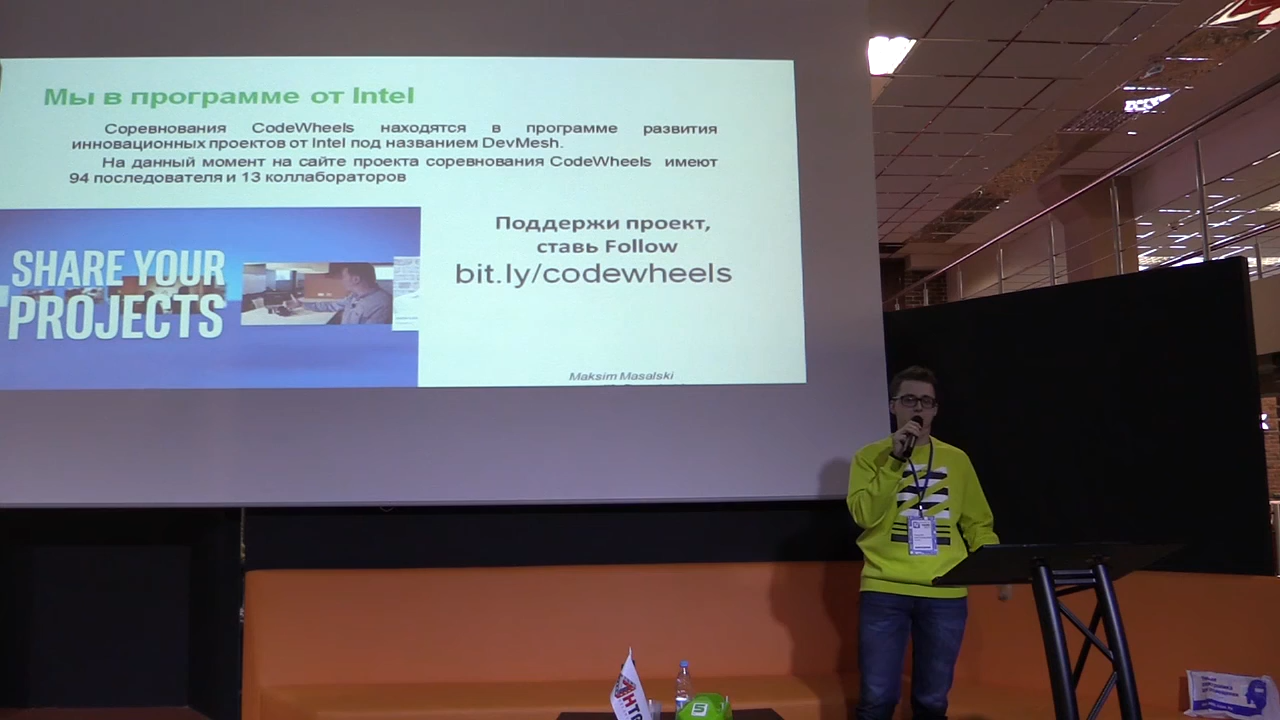 Мы в программе от Intel
Соревнования CodeWheels находятся в программе развития
инновационных проектов от Intel под названием DevMesh.
На данный момент на сайте проекта соревнования CodeWheels имеют
94 последователя и 13 коллабораторов
SHARE YOUR
PROJECTS
Поддержи проект,
ставь Follow
bit.ly/codewheels
Maksim Masalski
S